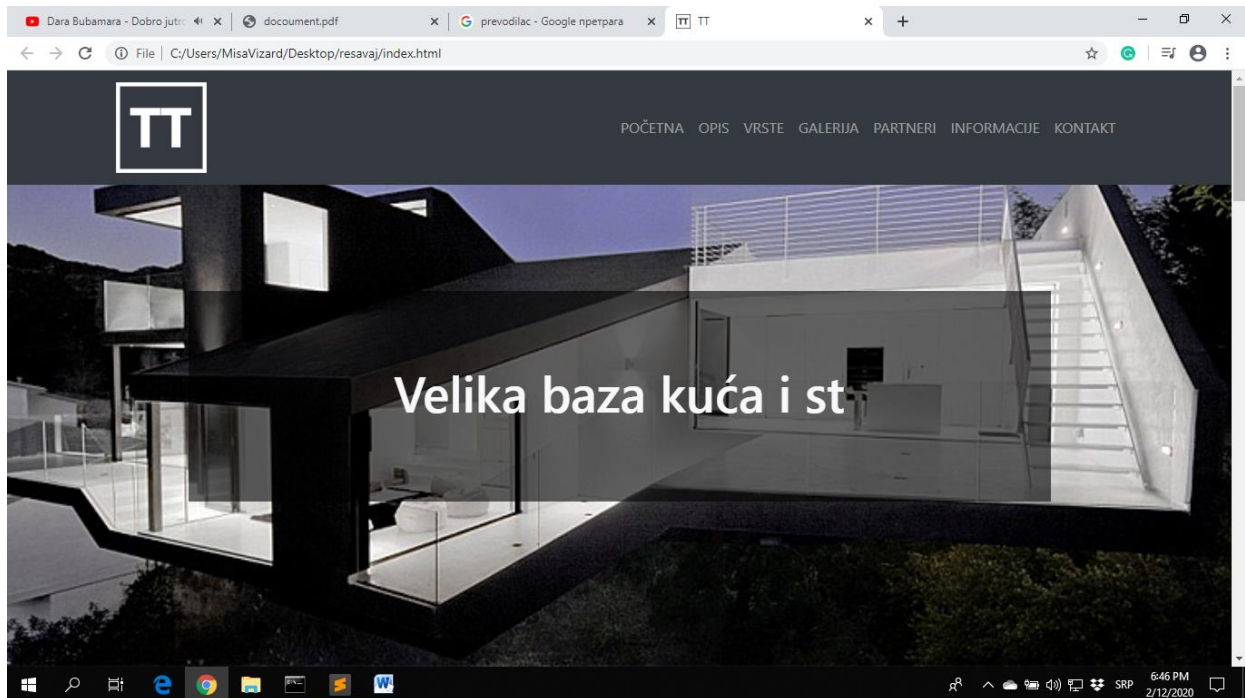 Dara Bubamara - Dobro jutro
docoument.pdf
prevodilac - Google претрага
TT
File | C:/Users/MisaVizard/Desktop/resavaj/index.html
TT
POČETNA OPIS VRSTE GALERIJA PARTNERI INFORMACIJE KONTAKT
Velika baza kuća i st
SRP
6:46 PM
2/12/2020